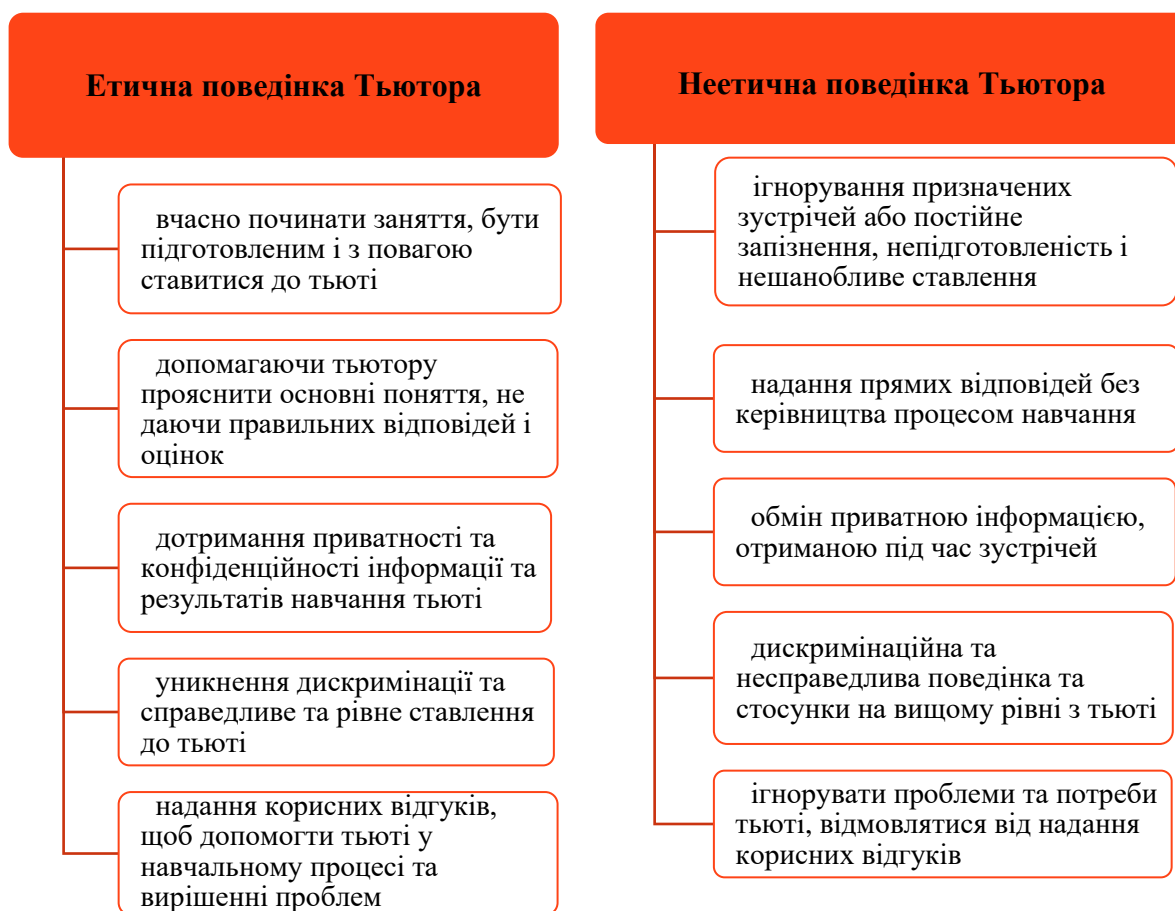 Етична поведінка Тьютора
вчасно починати заняття, бути
підготовленим і з повагою
ставитися до тьюті
допомагаючи тьютору
прояснити основні поняття, не
даючи правильних відповідей і
оцінок
дотримання приватності та
конфіденційності інформації та
результатів навчання тьюті
уникнення дискримінації та
справедливе та рівне ставлення
до тьюті
надання корисних відгуків,
щоб допомогти тьюті у
навчальному процесі та
вирішенні проблем
Неетична поведінка Тьютора
ігнорування призначених
зустрічей або постійне
запізнення, непідготовленість і
нешанобливе ставлення
надання прямих відповідей без
керівництва процесом навчання
обмін приватною інформацією,
отриманою під час зустрічей
дискримінаційна та
несправедлива поведінка та
стосунки на вищому рівні з тьюті
ігнорувати проблеми та потреби
тьюті, відмовлятися від надання
корисних відгуків